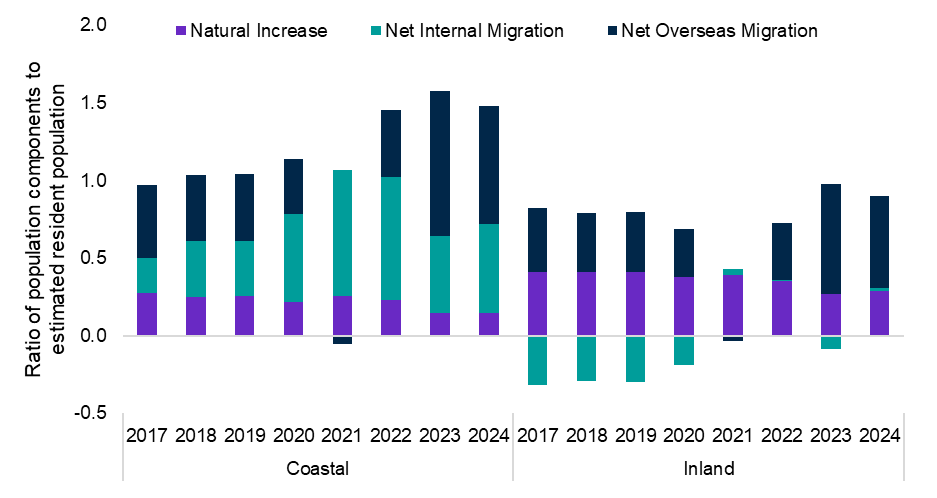 2.0
Natural Increase
Net Internal Migration
Net Overseas Migration
Ratio of population components to
estimated resident population
1.5
1.0
0.5
0.0
-0.5
2017 2018 2019 2020 2021 2022 2023 2024 2017 2018 2019 2020 2021 2022 2023 2024
Coastal
Inland